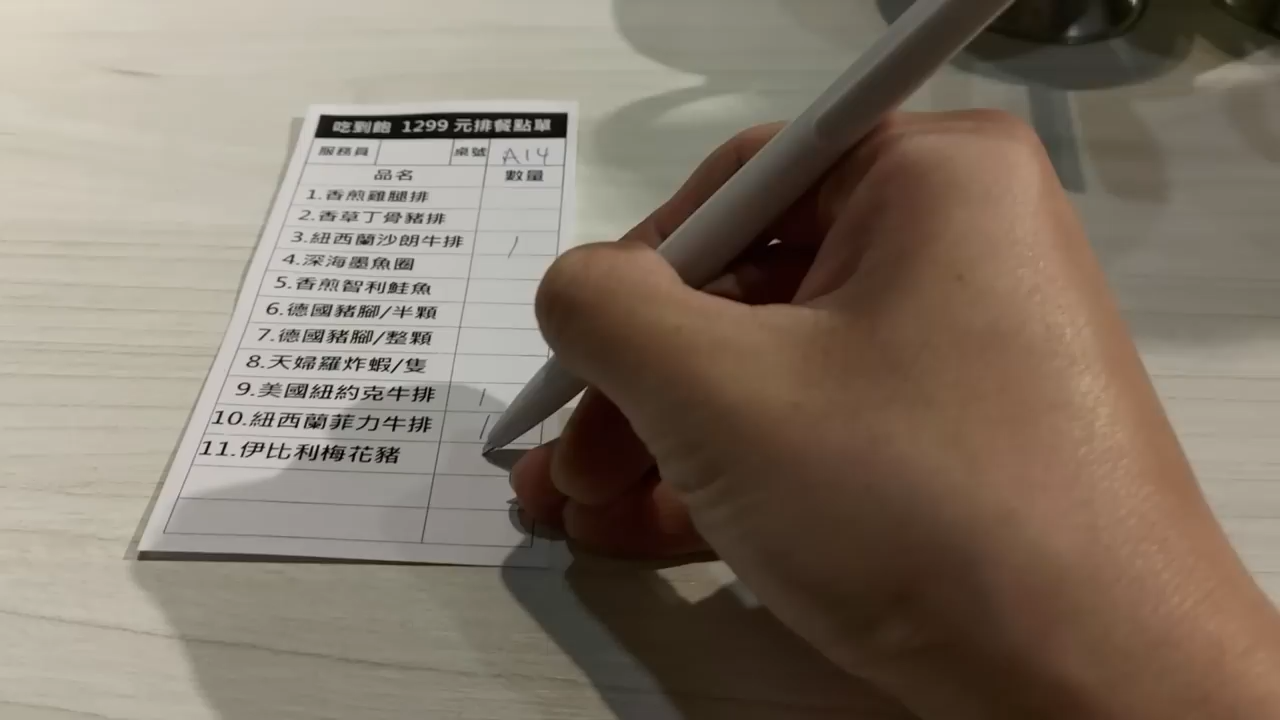 吃到飽 1299 元排餐點單
服務員 桌號 A14
品名 數量
1.香煎雞腿排
2.香草丁骨豬排
3.紐西蘭沙朗牛排 /
4.深海墨魚圈
5.香煎智利鮭魚
6.德國豬腳/半顆
7.德國豬腳/整顆
8.天婦羅炸蝦/隻
9.美國紐約克牛排 /
10.紐西蘭菲力牛排 /
11.伊比利梅花豬